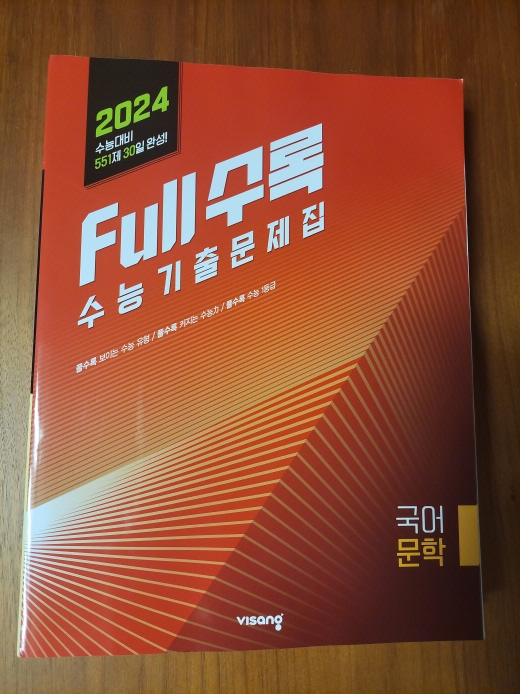 2024
수능대비
551제 30일 완성!
Full수록
수능기출문제집
풀수록 보이는 수능 유형 / 풀수록 커지는 수능力 / 풀수록 수능 1등급
국어
문학
visang